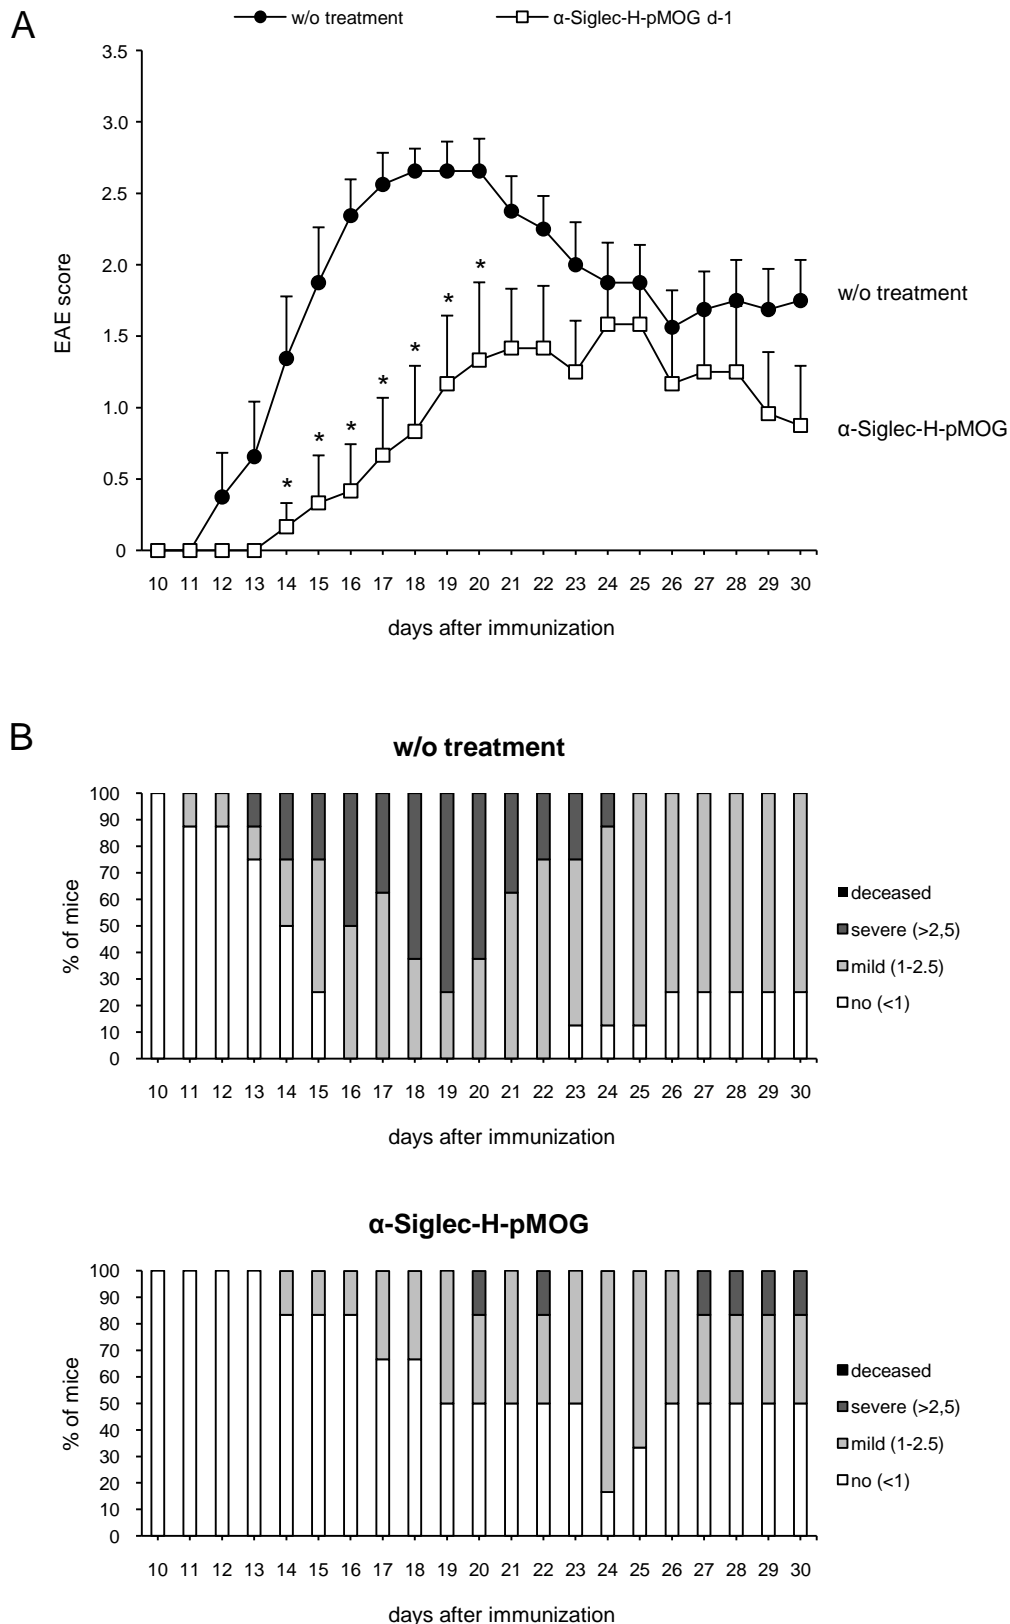 A
w/o treatment α-Siglec-H-pMOG d-1
3.5
3.0
2.5
2.0
1.5
1.0
0.5
0
EAE score
* * * * * * *
w/o treatment
α-Siglec-H-pMOG
10 11 12 13 14 15 16 17 18 19 20 21 22 23 24 25 26 27 28 29 30
days after immunization
B
w/o treatment
100
90
80
70
60
50
40
30
20
10
0
% of mice
deceased
severe (>2,5)
mild (1-2.5)
no (<1)
10 11 12 13 14 15 16 17 18 19 20 21 22 23 24 25 26 27 28 29 30
days after immunization
α-Siglec-H-pMOG
100
90
80
70
60
50
40
30
20
10
0
% of mice
deceased
severe (>2,5)
mild (1-2.5)
no (<1)
10 11 12 13 14 15 16 17 18 19 20 21 22 23 24 25 26 27 28 29 30
days after immunization